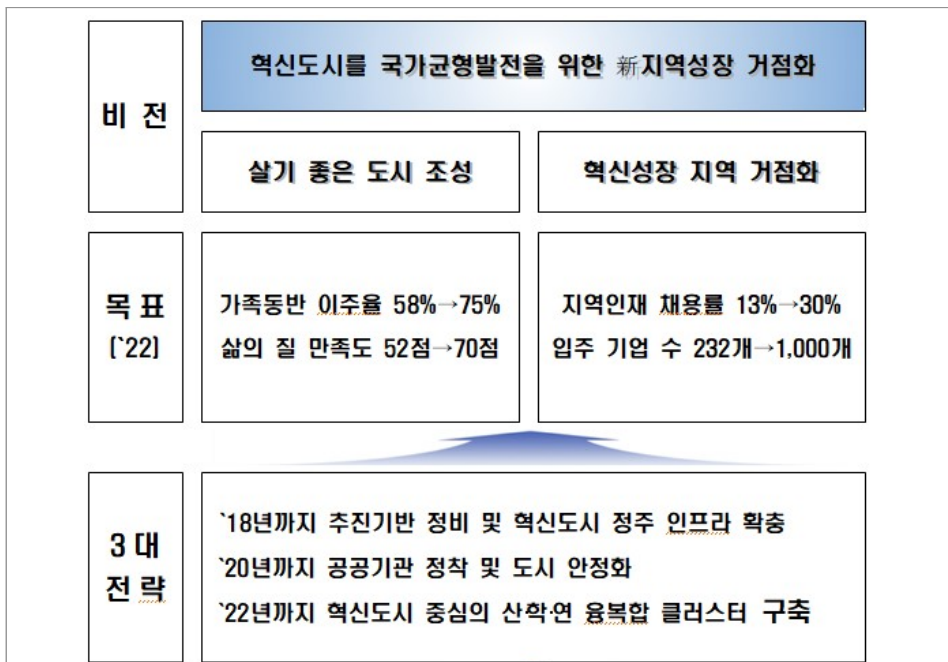 비 전
혁신도시를 국가균형발전을 위한 新지역성장 거점화
살기 좋은 도시 조성
혁신성장 지역 거점화
목 표
(`22)
가족동반 이주율 58%→75%
삶의 질 만족도 52점→70점
지역인재 채용률 13%→30%
입주 기업 수 232개→1,000개
3 대
전 략
`18년까지 추진기반 정비 및 혁신도시 정주 인프라 확충
`20년까지 공공기관 정착 및 도시 안정화
`22년까지 혁신도시 중심의 산학·연 융복합 클러스터 구축